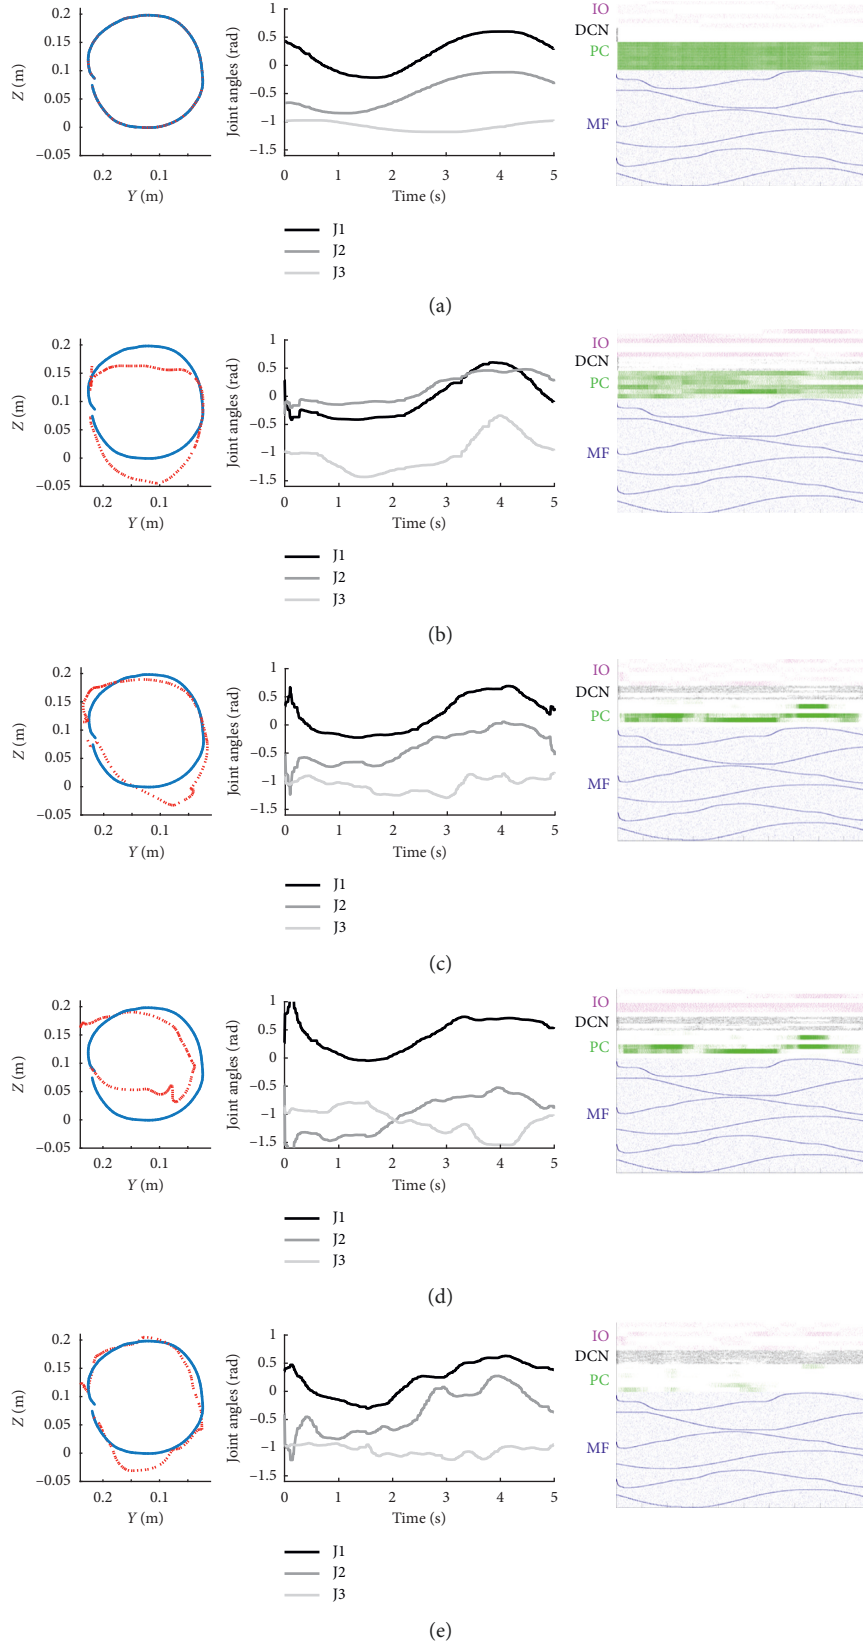 0.2
0.15
0.1
0.05
0
−0.05
Z (m)
0.2
0.1
Y (m)
1
0.5
0
−0.5
−1
−1.5
Joint angles (rad)
0
1
2
3
4
5
Time (s)
J1
J2
J3
IO
DCN
PC
MF
(a)
0.2
0.15
0.1
0.05
0
−0.05
Z (m)
0.2
0.1
Y (m)
1
0.5
0
−0.5
−1
−1.5
Joint angles (rad)
0
1
2
3
4
5
Time (s)
J1
J2
J3
IO
DCN
PC
MF
(b)
0.2
0.15
0.1
0.05
0
−0.05
Z (m)
0.2
0.1
Y (m)
1
0.5
0
−0.5
−1
−1.5
Joint angles (rad)
0
1
2
3
4
5
Time (s)
J1
J2
J3
IO
DCN
PC
MF
(c)
0.2
0.15
0.1
0.05
0
−0.05
Z (m)
0.2
0.1
Y (m)
1
0.5
0
−0.5
−1
−1.5
Joint angles (rad)
0
1
2
3
4
5
Time (s)
J1
J2
J3
IO
DCN
PC
MF
(d)
0.2
0.15
0.1
0.05
0
−0.05
Z (m)
0.2
0.1
Y (m)
1
0.5
0
−0.5
−1
−1.5
Joint angles (rad)
0
1
2
3
4
5
Time (s)
J1
J2
J3
IO
DCN
PC
MF
(e)